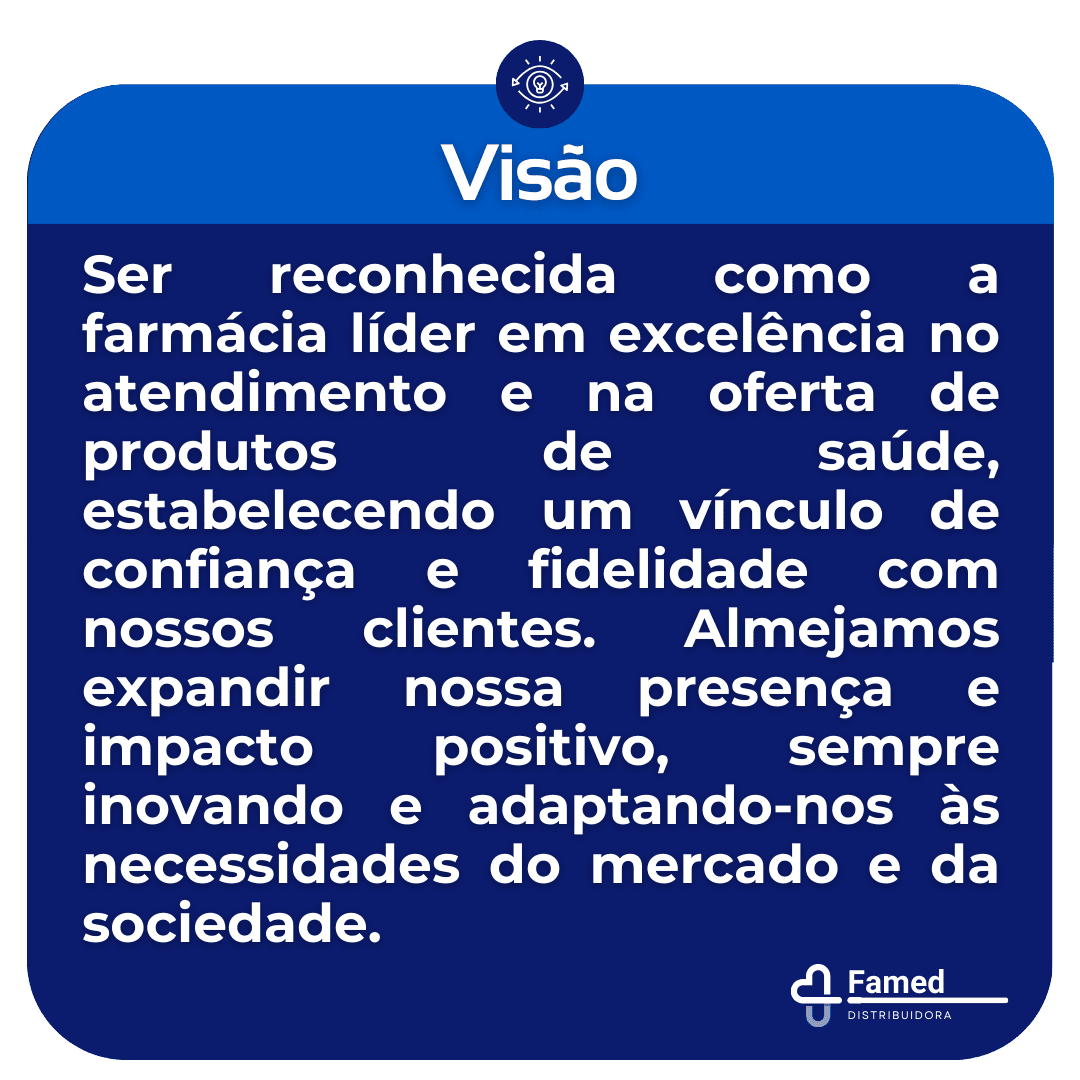 Visão
Ser reconhecida como a
farmácia líder em excelência no
atendimento e na oferta de
produtos de saúde,
estabelecendo um vínculo de
confiança e fidelidade com
nossos clientes. Almejamos
expandir nossa presença e
impacto positivo, sempre
inovando e adaptando-nos às
necessidades do mercado e da
sociedade.
Famed
DISTRIBUIDORA